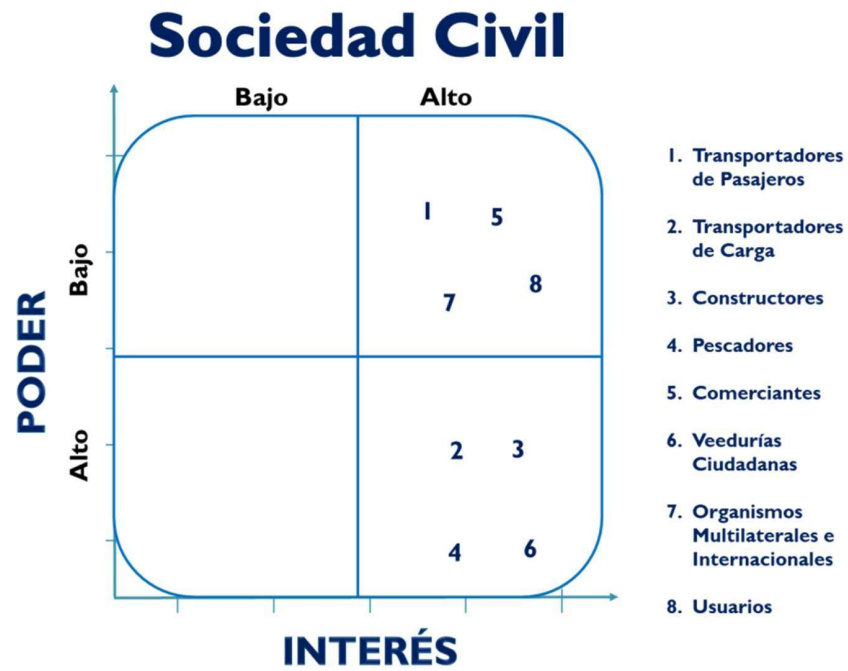 Sociedad Civil
Bajo
Alto
PODER
Bajo
Alto
1
5
7
8
2
3
4
6
INTERÉS
1. Transportadores
de Pasajeros
2. Transportadores
de Carga
3. Constructores
4. Pescadores
5. Comerciantes
6. Veedurías
Ciudadanas
7. Organismos
Multilaterales e
Internacionales
8. Usuarios